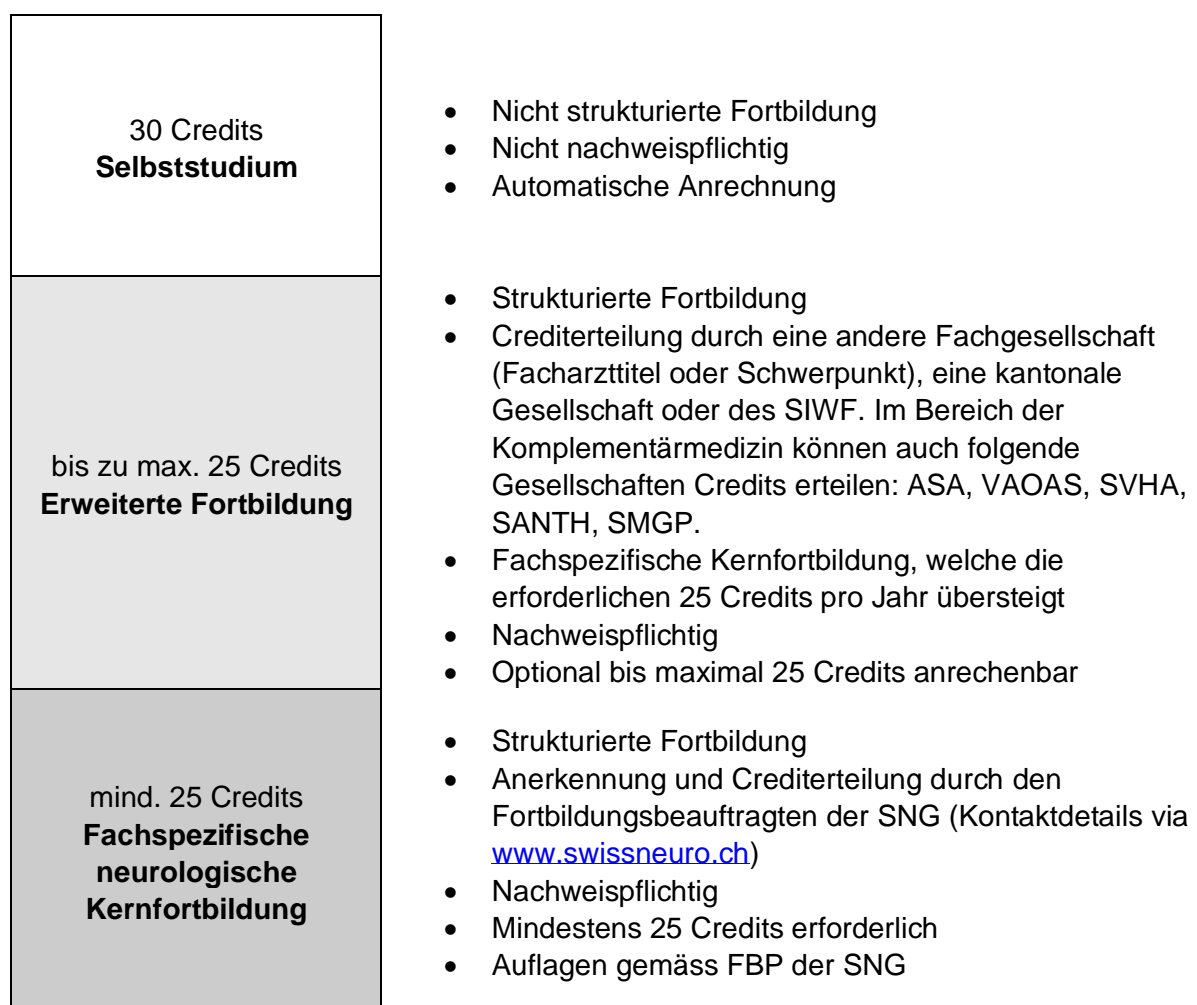 30 Credits
Selbststudium
• Nicht strukturierte Fortbildung
• Nicht nachweispflichtig
• Automatische Anrechnung
bis zu max. 25 Credits
Erweiterte Fortbildung
• Strukturierte Fortbildung
• Crediterteilung durch eine andere Fachgesellschaft
(Facharzttitel oder Schwerpunkt), eine kantonale
Gesellschaft oder des SIWF. Im Bereich der
Komplementärmedizin können auch folgende
Gesellschaften Credits erteilen: ASA, VAOAS, SVHA,
SANTH, SMGP.
• Fachspezifische Kernfortbildung, welche die
erforderlichen 25 Credits pro Jahr übersteigt
• Nachweispflichtig
• Optional bis maximal 25 Credits anrechenbar
mind. 25 Credits
Fachspezifische
neurologische
Kernfortbildung
• Strukturierte Fortbildung
• Anerkennung und Crediterteilung durch den
Fortbildungsbeauftragten der SNG (Kontaktdetails via
www.swissneuro.ch)
• Nachweispflichtig
• Mindestens 25 Credits erforderlich
• Auflagen gemäss FBP der SNG